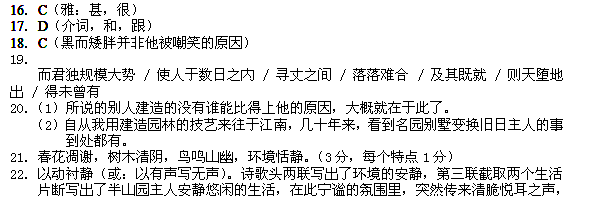 16. C（雅：甚，很）
17. D（介词，和，跟）
18. C（黑而矮胖并非他被嘲笑的原因）
19.
而君独规模大势 / 使人于数日之内 / 寻丈之间 / 落落难合 / 及其既就 / 则天堕地
出 / 得未曾有
20.（1）所说的别人建造的没有谁能比得上他的原因，大概就在于此了。
（2）自从我用建造园林的技艺来往于江南，几十年来，看到名园别墅变换旧日主人的事
到处都有。
21. 春花凋谢，树木清阴，鸟鸣山幽，环境恬静。（3分，每个特点1分）
22. 以动衬静（或：以有声写无声）。诗歌头两联写出了环境的安静，第三联截取两个生活
片断写出了半山园主人安静悠闲的生活，在此宁谧的氛围里，突然传来清脆悦耳之声，